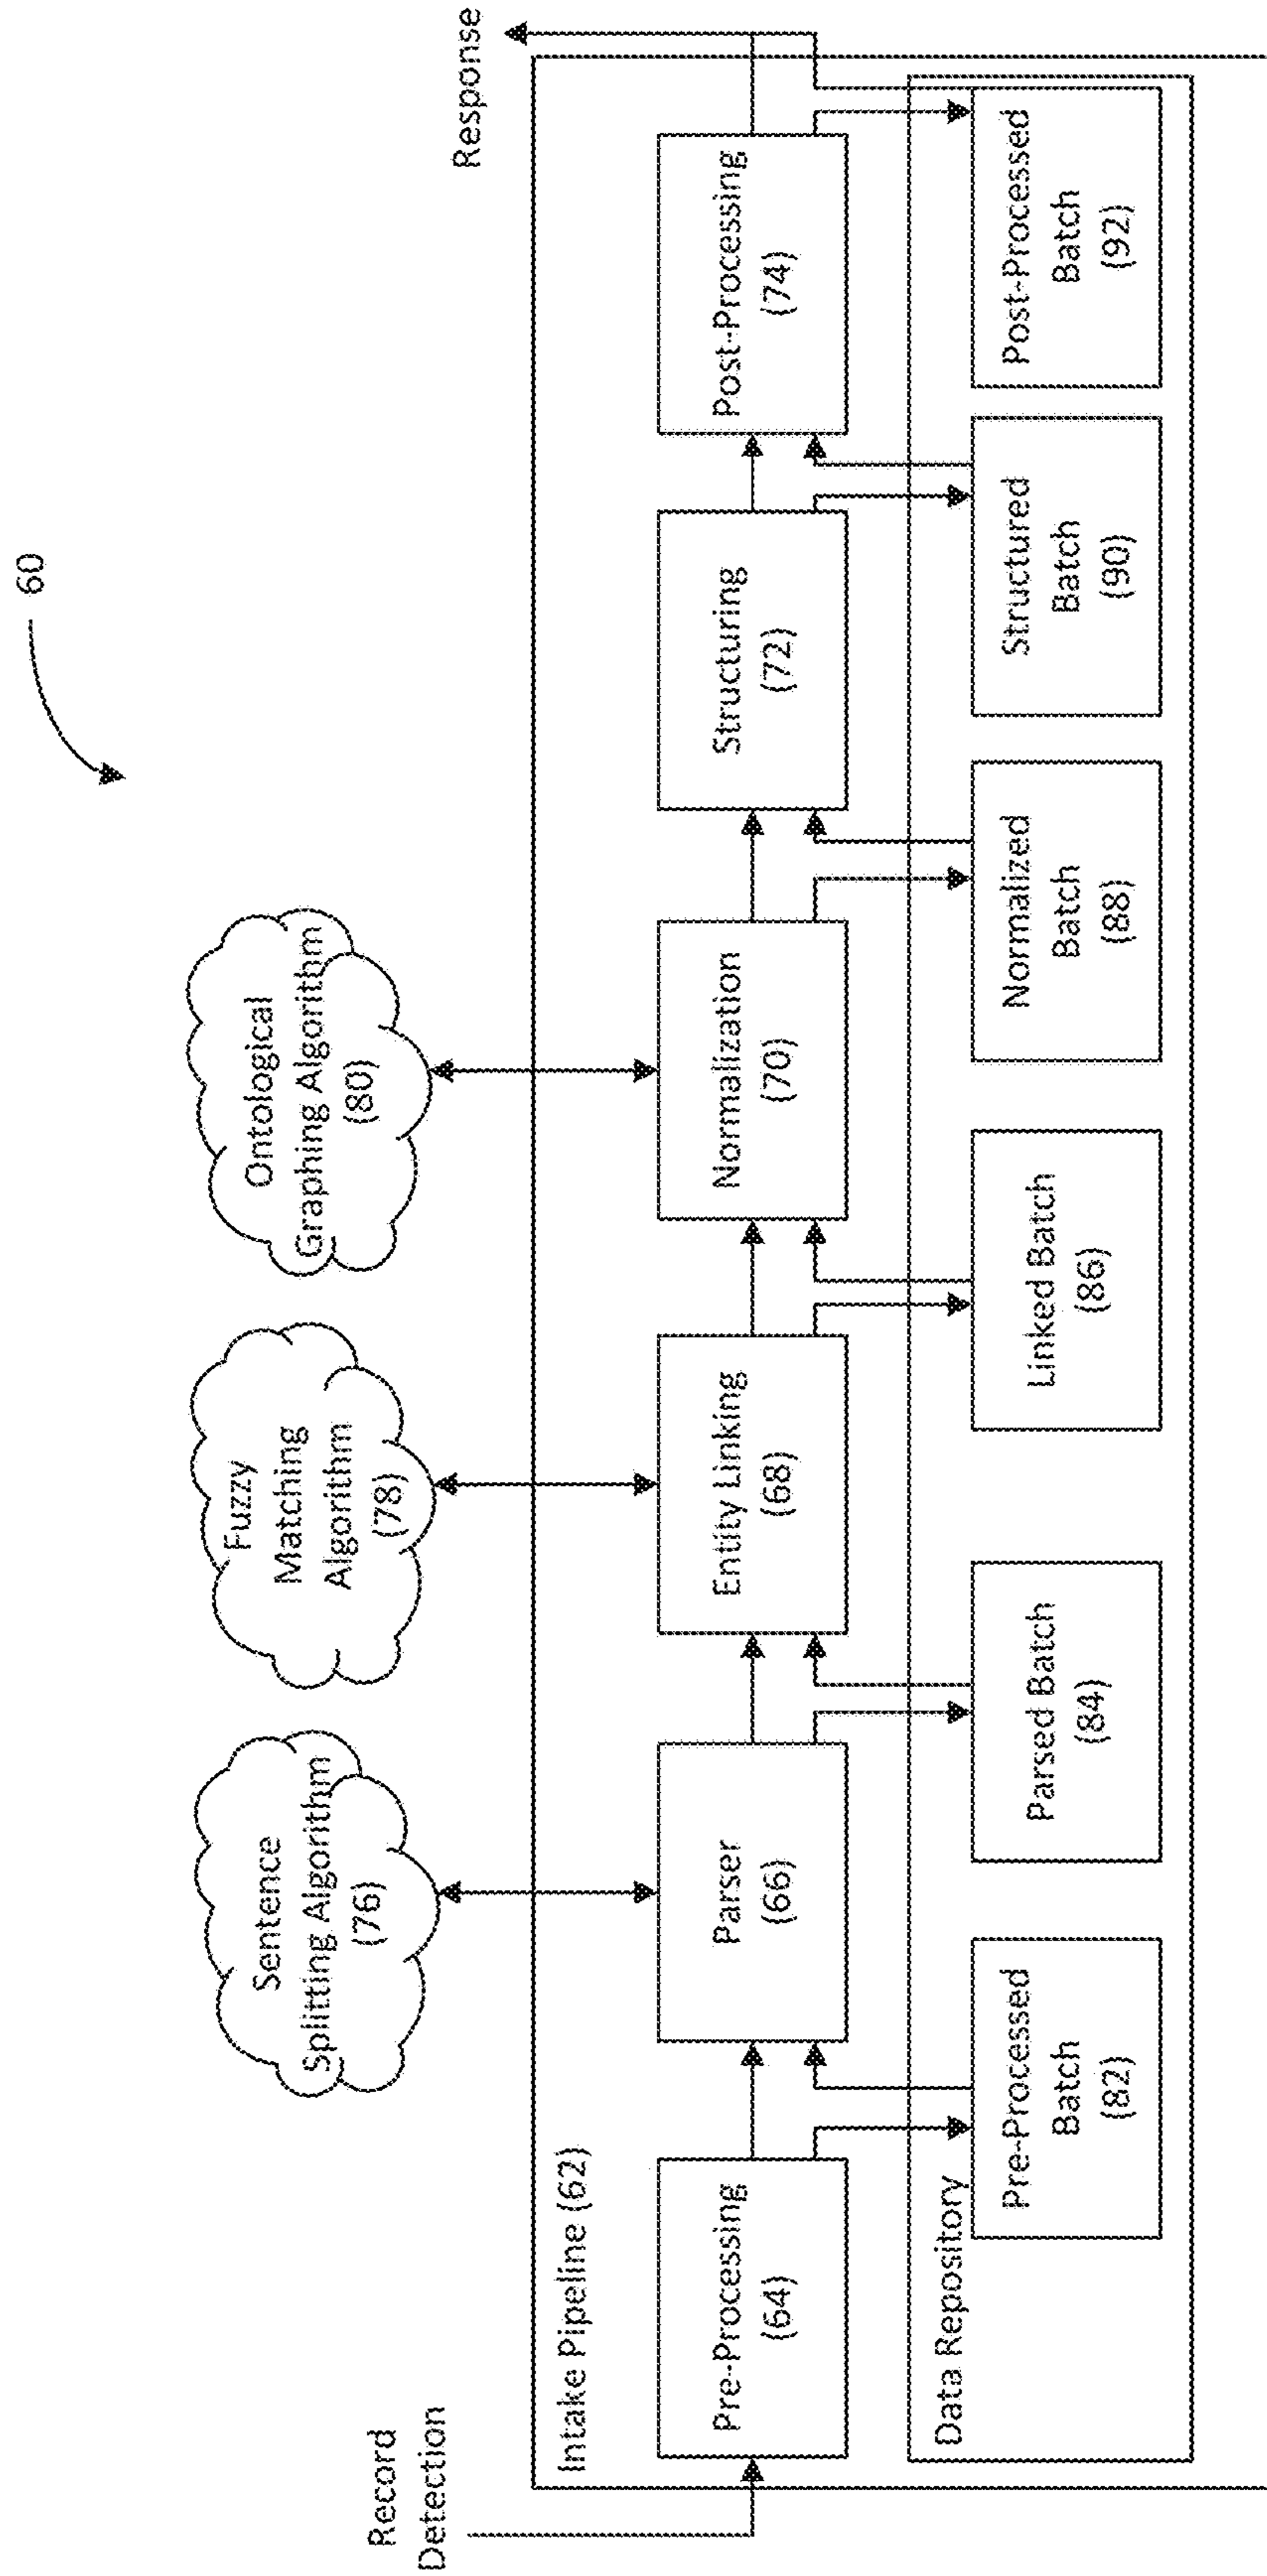 60
Sentence
Splitting Algorithm
(76)
Fuzzy
Matching
Algorithm
(78)
Ontological
Graphing Algorithm
(80)
Record
Detection
Response
Intake Pipeline (62)
Pre-Processing
(64)
Parser
(66)
Entity Linking
(68)
Normalization
(70)
Structuring
(72)
Post-Processing
(74)
Data Repository
Pre-Processed
Batch
(82)
Parsed Batch
(84)
Linked Batch
(86)
Normalized
Batch
(88)
Structured
Batch
(90)
Post-Processed
Batch
(92)